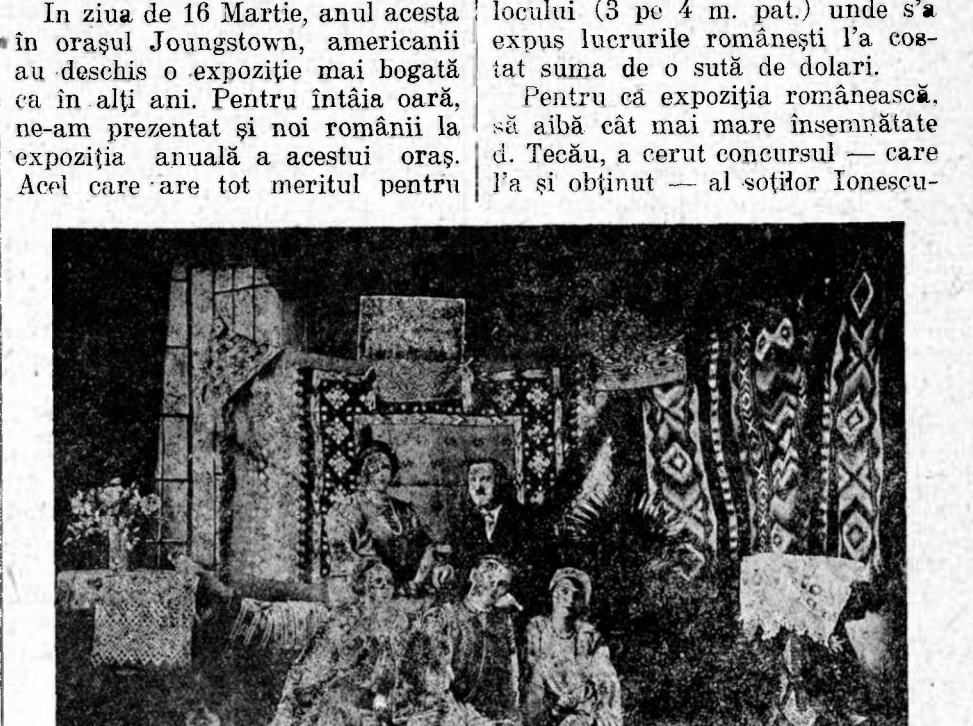 In ziua de 16 Martie, anul acesta
în orașul Joungstown, americanii
au deschis o expoziție mai bogată
ca în alți ani. Pentru întâia oară,
ne-am prezentat și noi românii la
expoziția anuală a acestui oraș.
Acel care are tot meritul pentru
locului (3 pe 4 m. pat.) unde s'a
expus lucrurile românești l'a cos-
tat suma de o sută de dolari.
Pentru că expoziția românească,
să aibă cât mai mare însemnătate
d. Tecău, a cerut concursul — care
l'a și obținut — al soților Ionescu-